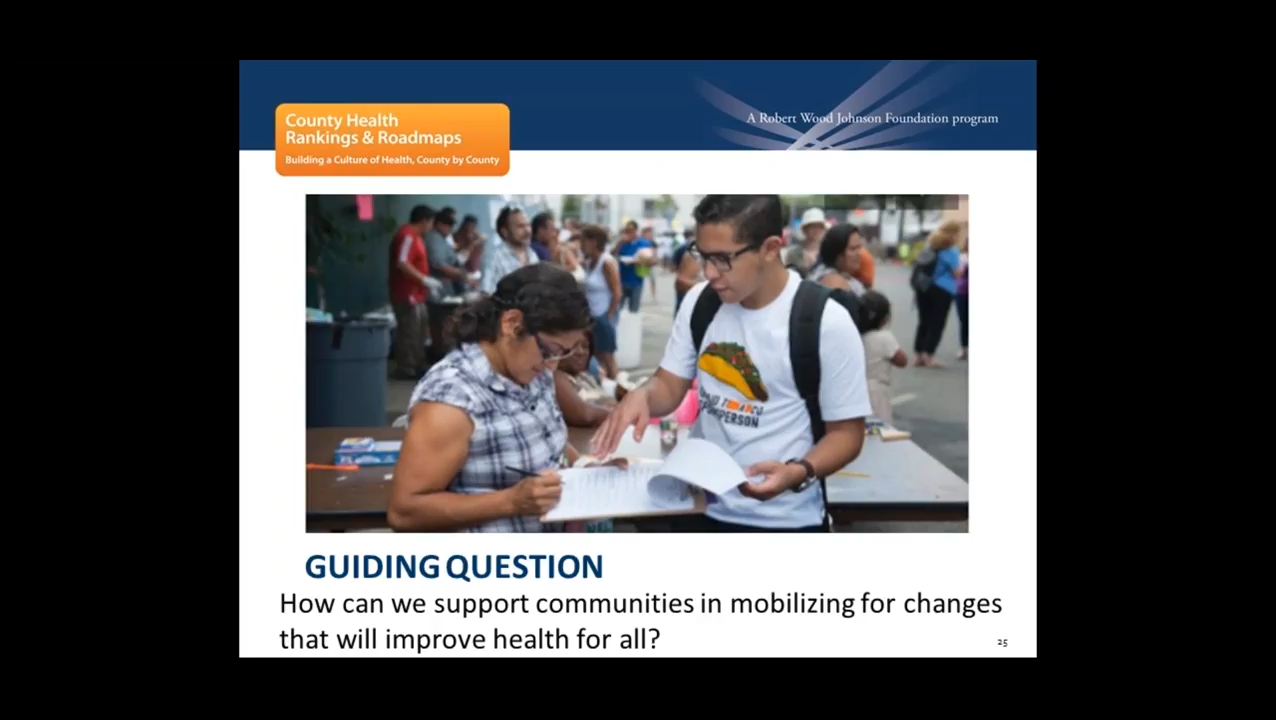 County Health
Rankings & Roadmaps
Building a Culture of Health, County by County
A Robert Wood Johnson Foundation program
GUIDING QUESTION
How can we support communities in mobilizing for changes
that will improve health for all?
25